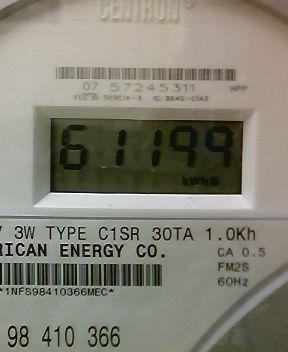 CENTRON®
07 57245311
61199
kWhs
V 3W TYPE C1SR 30TA 1.0Kh
RICAN ENERGY CO.
CA 0.5
FM2S
60Hz
*1NFS98410366MEC*
98 410 366